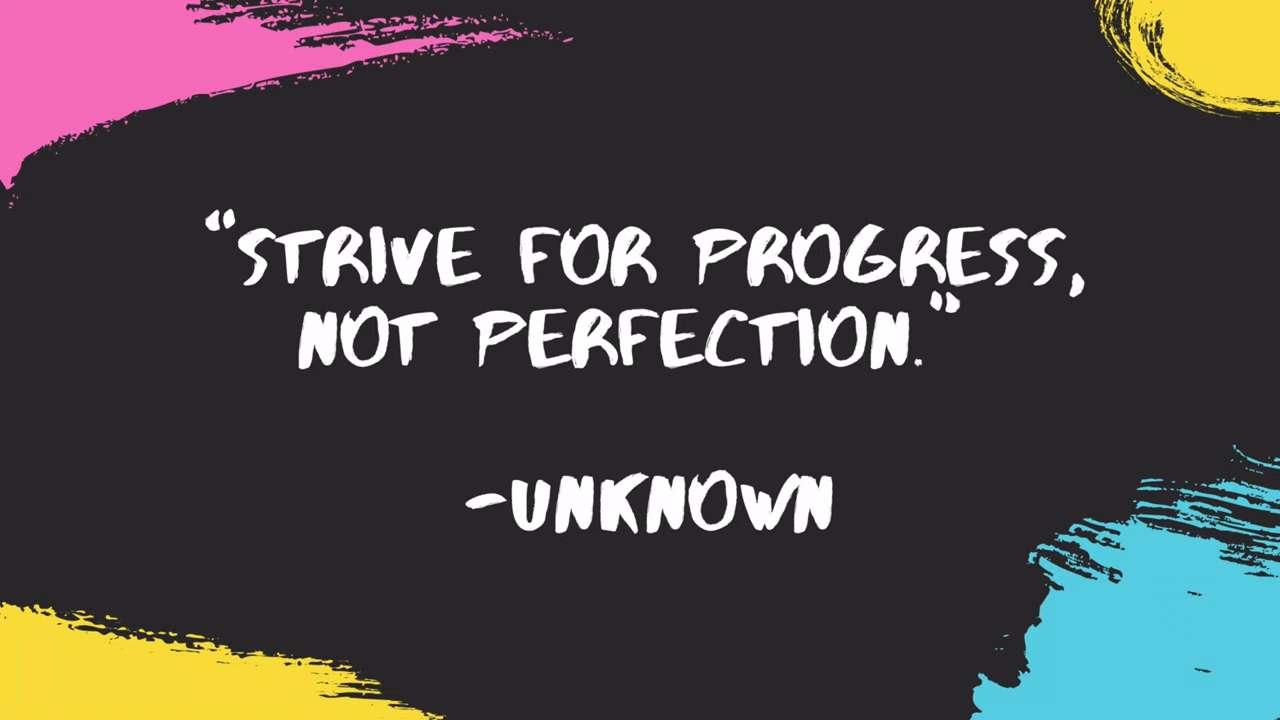 “STRIVE FOR PROGRESS,
NOT PERFECTION.”
-UNKNOWN